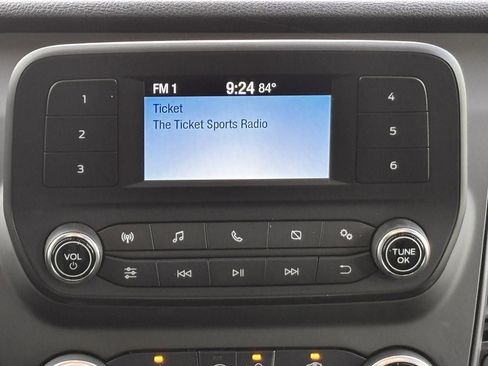 FM 1 9:24 84°
Ticket
The Ticket Sports Radio
1
2
3
4
5
6
VOL
TUNE
OK